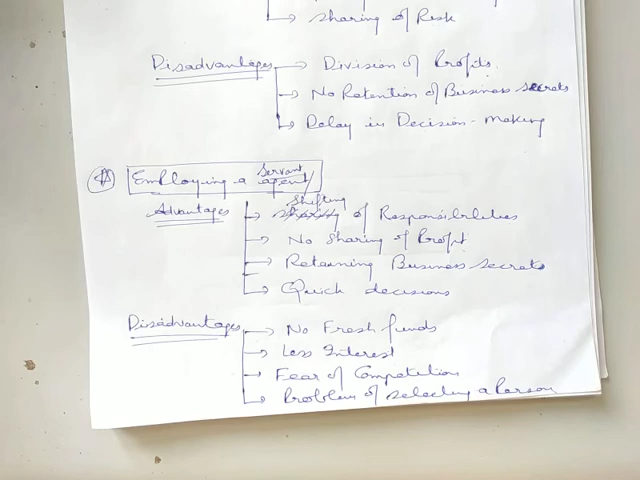 Sharing of Risk
Disadvantages → Division of Profits.
→ No Retention of Business secrets
→ Delay in Decision - Making
Servant
Employing a agent/
Shifting
Advantages → of Responsibilities
→ No Sharing of Profit
→ Retaining Business secrets
→ Quick decisions
Disadvantages → No Fresh funds
→ Less Interest
→ Fear of Competition
→ Problem of selecting a Person